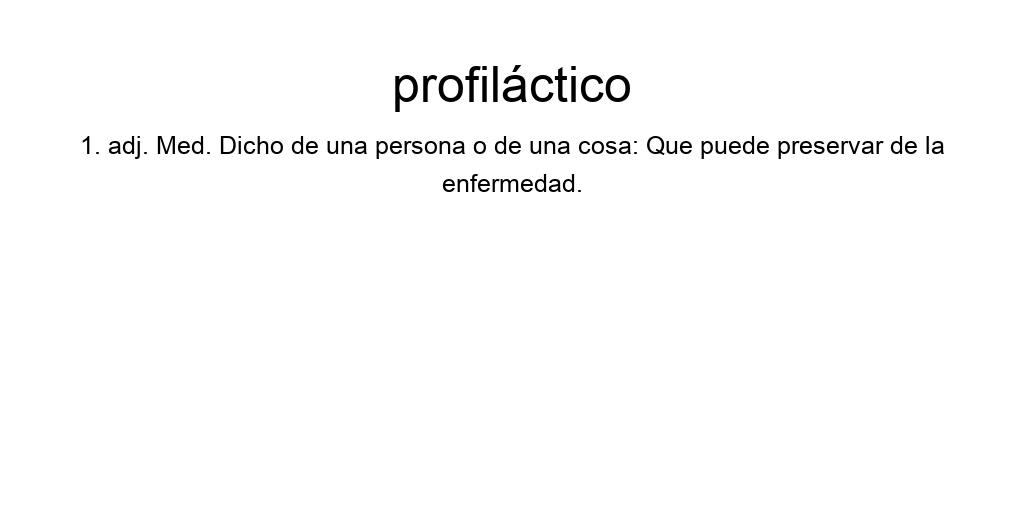 profiláctico
1. adj. Med. Dicho de una persona o de una cosa: Que puede preservar de la
enfermedad.